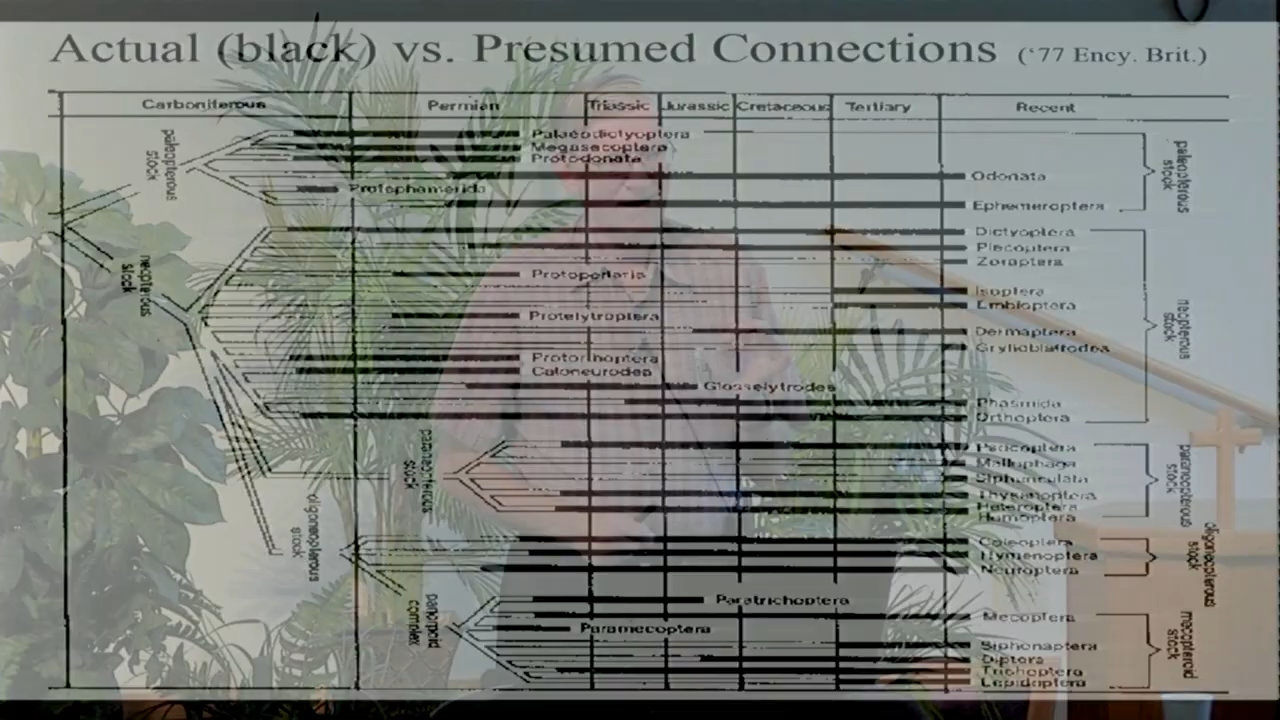 Actual (black) vs. Presumed Connections ('77 Ency. Brit.)
Carboniferous Permian Triassic Jurassic Cretaceous Tertiary Recent
Palaeodictyoptera
Megasecoptera
Protodonata
paleopterous stock
paleopterous stock
Odonata
Protephemerida
Ephemeroptera
Dictyoptera
Plecoptera
Zoraptera
neopterous stock
Protoperlaria
Isoptera
Embioptera
Protelytroptera
neopterous stock
Dermaptera
Grylloblattodea
Protorthoptera
Caloneurodea
Glosselytrodea
Phasmida
Orthoptera
paraneopterous stock
Psocoptera
Mallophaga
Siphunculata
Thysanoptera
Heteroptera
Homoptera
paraneopterous stock
oligoneopterous stock
Coleoptera
Hymenoptera
Neuroptera
oligoneopterous stock
panorpoid complex
Paratrichoptera
Mecoptera
Paramecoptera
Siphonaptera
Diptera
Trichoptera
Lepidoptera
mecopteroid stock